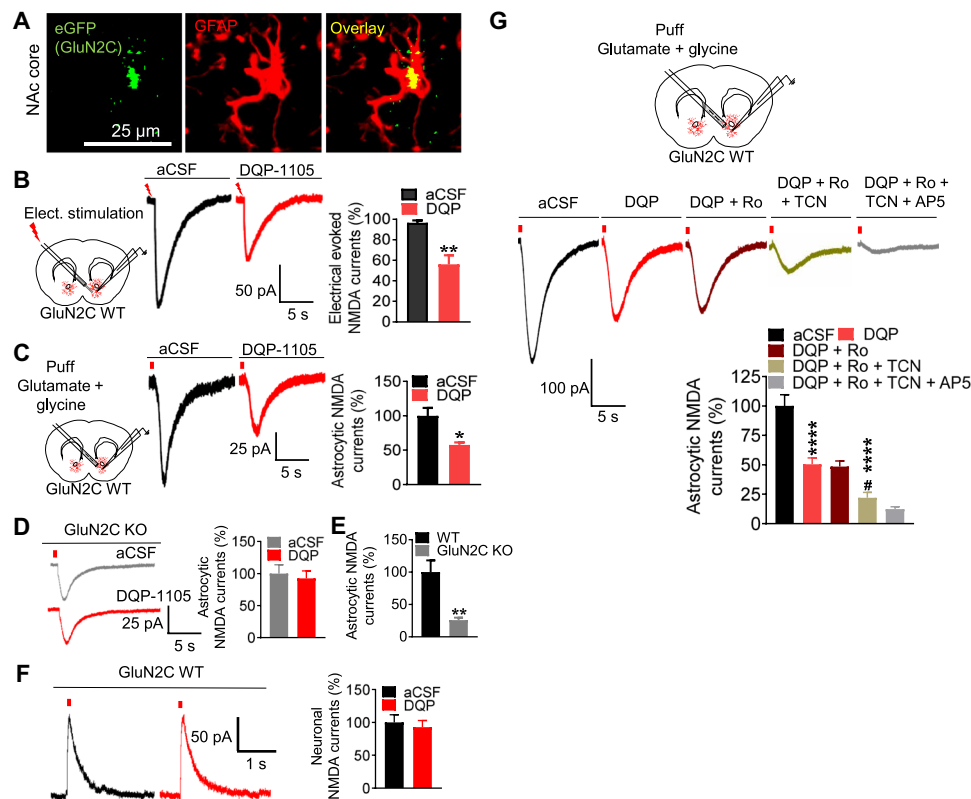 A
eGFP
(GluN2C)
GFAP
Overlay
NAc core
25 μm
B
aCSF
DQP-1105
Elect. stimulation
GluN2C WT
50 pA
5 s
Electrical evoked
NMDA currents (%)
100
80
60
40
20
0
aCSF
DQP
**
C
Puff
Glutamate +
glycine
GluN2C WT
aCSF
DQP-1105
25 pA
5 s
Astrocytic NMDA
currents (%)
150
100
50
0
aCSF
DQP
*
D
GluN2C KO
aCSF
DQP-1105
25 pA
5 s
Astrocytic
NMDA currents (%)
150
100
50
0
aCSF
DQP
E
Astrocytic NMDA
currents (%)
150
100
50
0
WT
GluN2C KO
**
F
GluN2C WT
50 pA
1 s
Neuronal
NMDA currents (%)
150
100
50
0
aCSF
DQP
G
Puff
Glutamate + glycine
GluN2C WT
aCSF
DQP
DQP + Ro
DQP + Ro
+ TCN
DQP + Ro +
TCN + AP5
100 pA
5 s
aCSF
DQP
DQP + Ro
DQP + Ro + TCN
DQP + Ro + TCN + AP5
Astrocytic NMDA
currents (%)
125
100
75
50
25
0
****
# ****